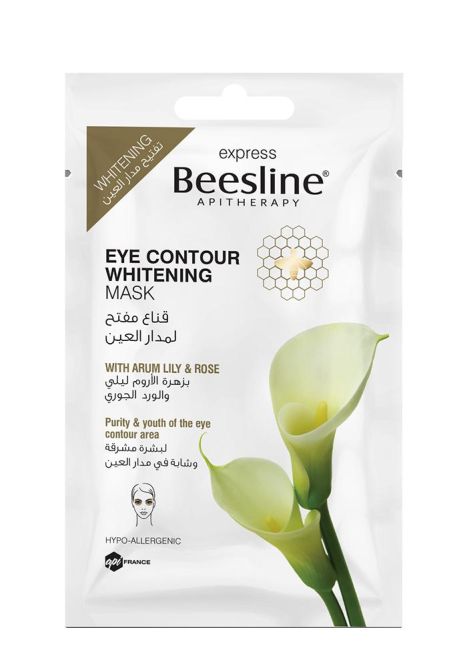 WHITENING
تفتيح مدار العين
express
Beesline®
APITHERAPY
EYE CONTOUR
WHITENING
MASK
قناع مفتح
لمدار العين
WITH ARUM LILY & ROSE
بزهرة الأروم ليلي
والورد الجوري
Purity & youth of the eye
contour area
لبشرة مشرقة
وشابة في مدار العين
HYPO-ALLERGENIC
api FRANCE